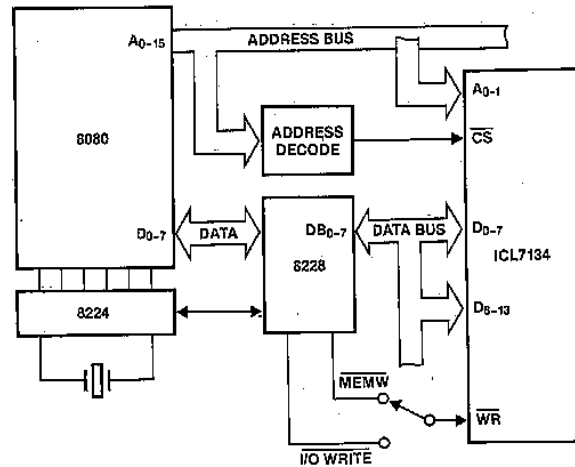 A0-15
ADDRESS BUS
A0-1
8080
ADDRESS
DECODE
CS
D0-7
DATA
DB0-7
DATA BUS
D0-7
8228
ICL7134
8224
D8-13
MEMW
WR
I/O WRITE